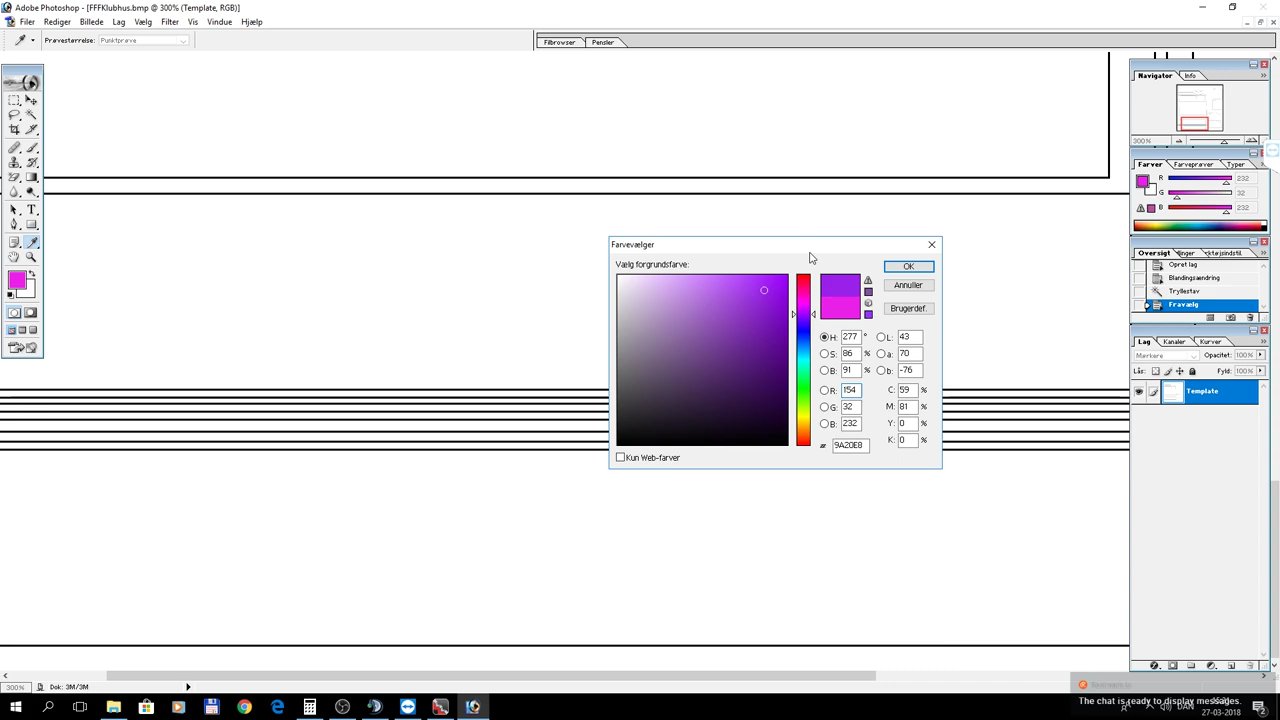 Adobe Photoshop - [FFFKlubhus.bmp @ 300% (Template, RGB)]
Filer Rediger Billede Lag Vælg Filter Vis Vindue Hjælp
Prøvestørrelse: Punktprøve
Filbrowser Pensler
Navigator Info
300%
Farver Farveprøver Typer
R 232
G 32
B 232
Farvevælger
Vælg forgrundsfarve:
OK
Annuller
Brugerdef.
H: 277 ° L: 43
S: 86 % a: 70
B: 91 % b: -76
R: 154 C: 59 %
G: 32 M: 81 %
B: 232 Y: 0 %
K: 0 %
# 9A20E8
Kun Web-farver
Oversigt
Opret lag
Blandingsændring
Tryllestav
Fravælg
Lag Kanaler Kurver
Mørkere Opacitet: 100%
Lås: Fyld: 100%
Template
300% Dok: 3M/3M
The chat is ready to display messages.
DAN
27-03-2018